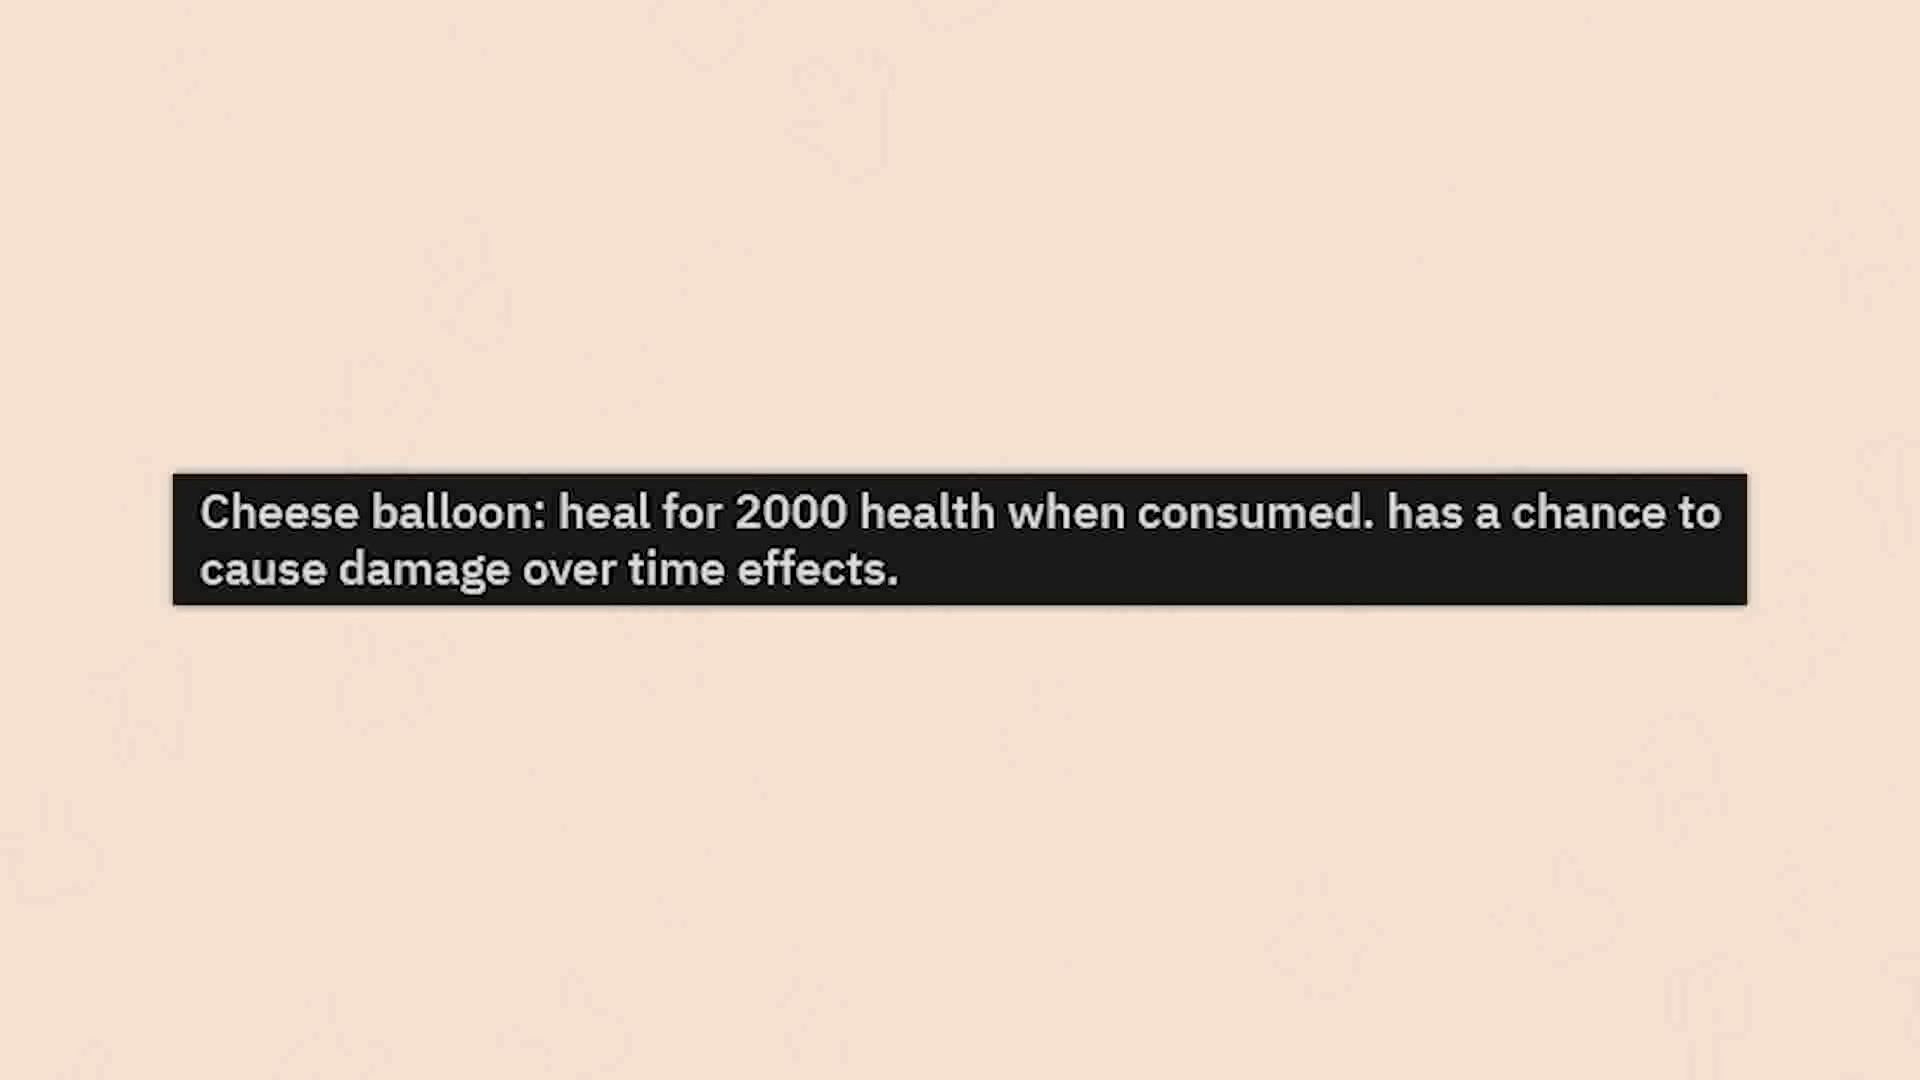 Cheese balloon: heal for 2000 health when consumed. has a chance to
cause damage over time effects.